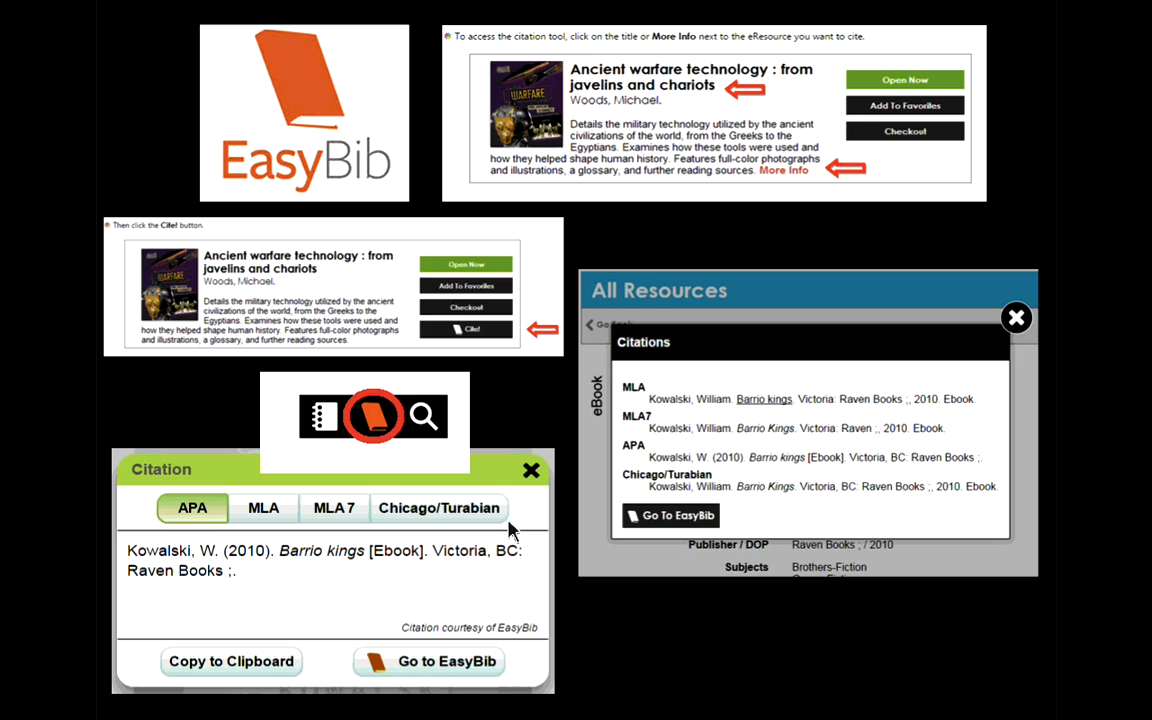 EasyBib
To access the citation tool, click on the title or More Info next to the eResource you want to cite.
WARFARE
Ancient warfare technology : from
javelins and chariots
Woods, Michael.
Details the military technology utilized by the ancient
civilizations of the world, from the Greeks to the
Egyptians. Examines how these tools were used and
how they helped shape human history. Features full-color photographs
and illustrations, a glossary, and further reading sources. More Info
Open Now
Add To Favorites
Checkout
Then click the Cite! button.
WARFARE
Ancient warfare technology : from
javelins and chariots
Woods, Michael.
Details the military technology utilized by the ancient
civilizations of the world, from the Greeks to the
Egyptians. Examines how these tools were used and
how they helped shape human history. Features full-color photographs
and illustrations, a glossary, and further reading sources.
Open Now
Add To Favorites
Checkout
Cite!
All Resources
eBook
Citations
MLA
Kowalski, William. Barrio kings. Victoria: Raven Books ;, 2010. Ebook.
MLA7
Kowalski, William. Barrio Kings. Victoria: Raven ;, 2010. Ebook.
APA
Kowalski, W. (2010). Barrio kings [Ebook]. Victoria, BC: Raven Books ;.
Chicago/Turabian
Kowalski, William. Barrio Kings. Victoria, BC: Raven Books ;, 2010. Ebook.
Go To EasyBib
Publisher / DOP Raven Books ; / 2010
Subjects Brothers-Fiction
Citation
APA MLA MLA 7 Chicago/Turabian
Kowalski, W. (2010). Barrio kings [Ebook]. Victoria, BC:
Raven Books ;.
Citation courtesy of EasyBib
Copy to Clipboard Go to EasyBib